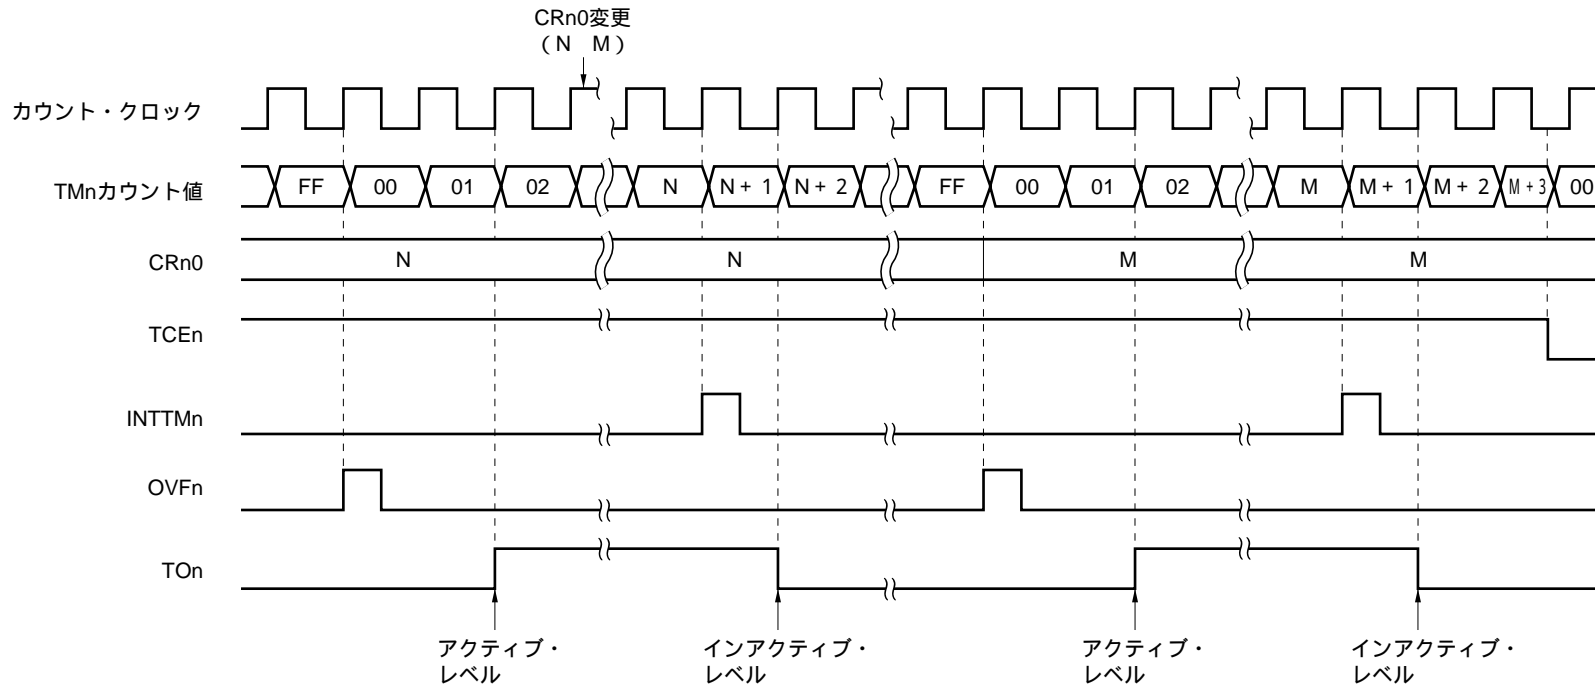 CRn0変更
（N　M）
カウント・クロック
TMnカウント値 FF 00 01 02 N N + 1 N + 2 FF 00 01 02 M M + 1 M + 2 M + 3 00
CRn0 N N M M
TCEn
INTTMn
OVFn
TOn
アクティブ・
レベル
インアクティブ・
レベル
アクティブ・
レベル
インアクティブ・
レベル